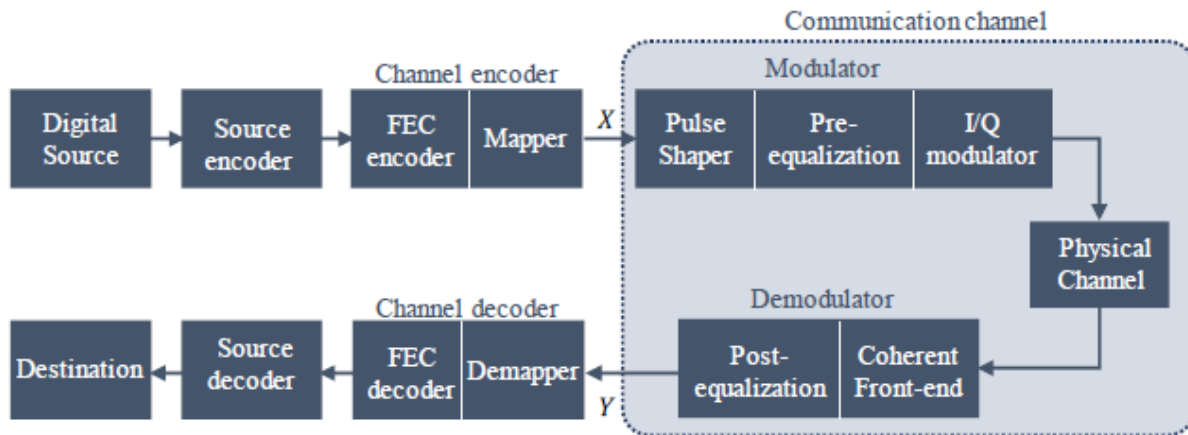 Communication channel
Channel encoder
Modulator
Digital
Source
Source
encoder
FEC
encoder
Mapper
X
Pulse
Shaper
Pre-
equalization
I/Q
modulator
Physical
Channel
Channel decoder
Demodulator
Destination
Source
decoder
FEC
decoder
Demapper
Y
Post-
equalization
Coherent
Front-end